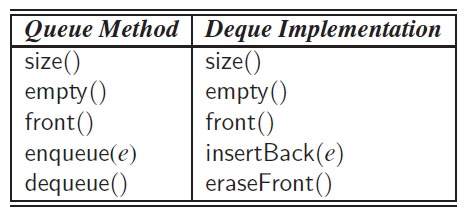 Queue Method Deque Implementation
size() size()
empty() empty()
front() front()
enqueue(e) insertBack(e)
dequeue() eraseFront()